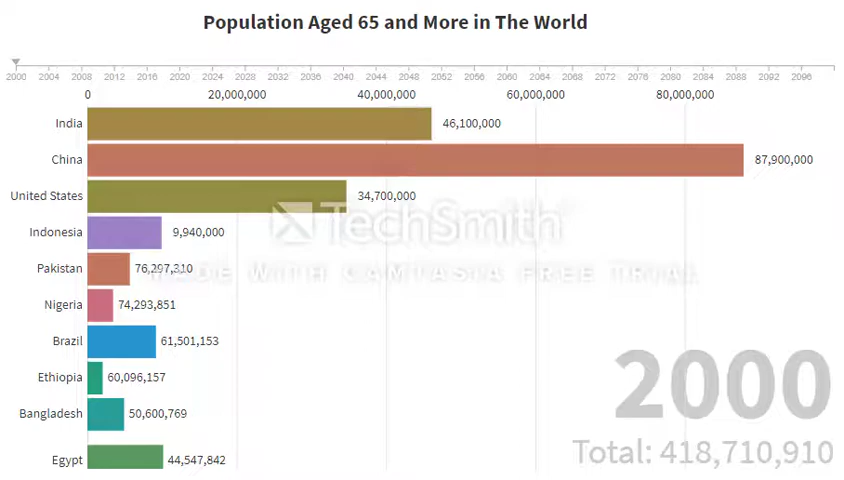 Population Aged 65 and More in The World
2000 2004 2008 2012 2016 2020 2024 2028 2032 2036 2040 2044 2048 2052 2056 2060 2064 2068 2072 2076 2080 2084 2088 2092 2096
0 20,000,000 40,000,000 60,000,000 80,000,000
India 46,100,000
China 87,900,000
United States 34,700,000
TechSmith
Indonesia 9,940,000
Pakistan 76,297,310
MADE WITH CAMTASIA FREE TRIAL
Nigeria 74,293,851
Brazil 61,501,153
Ethiopia 60,096,157
Bangladesh 50,600,769
2000
Total: 418,710,910
Egypt 44,547,842